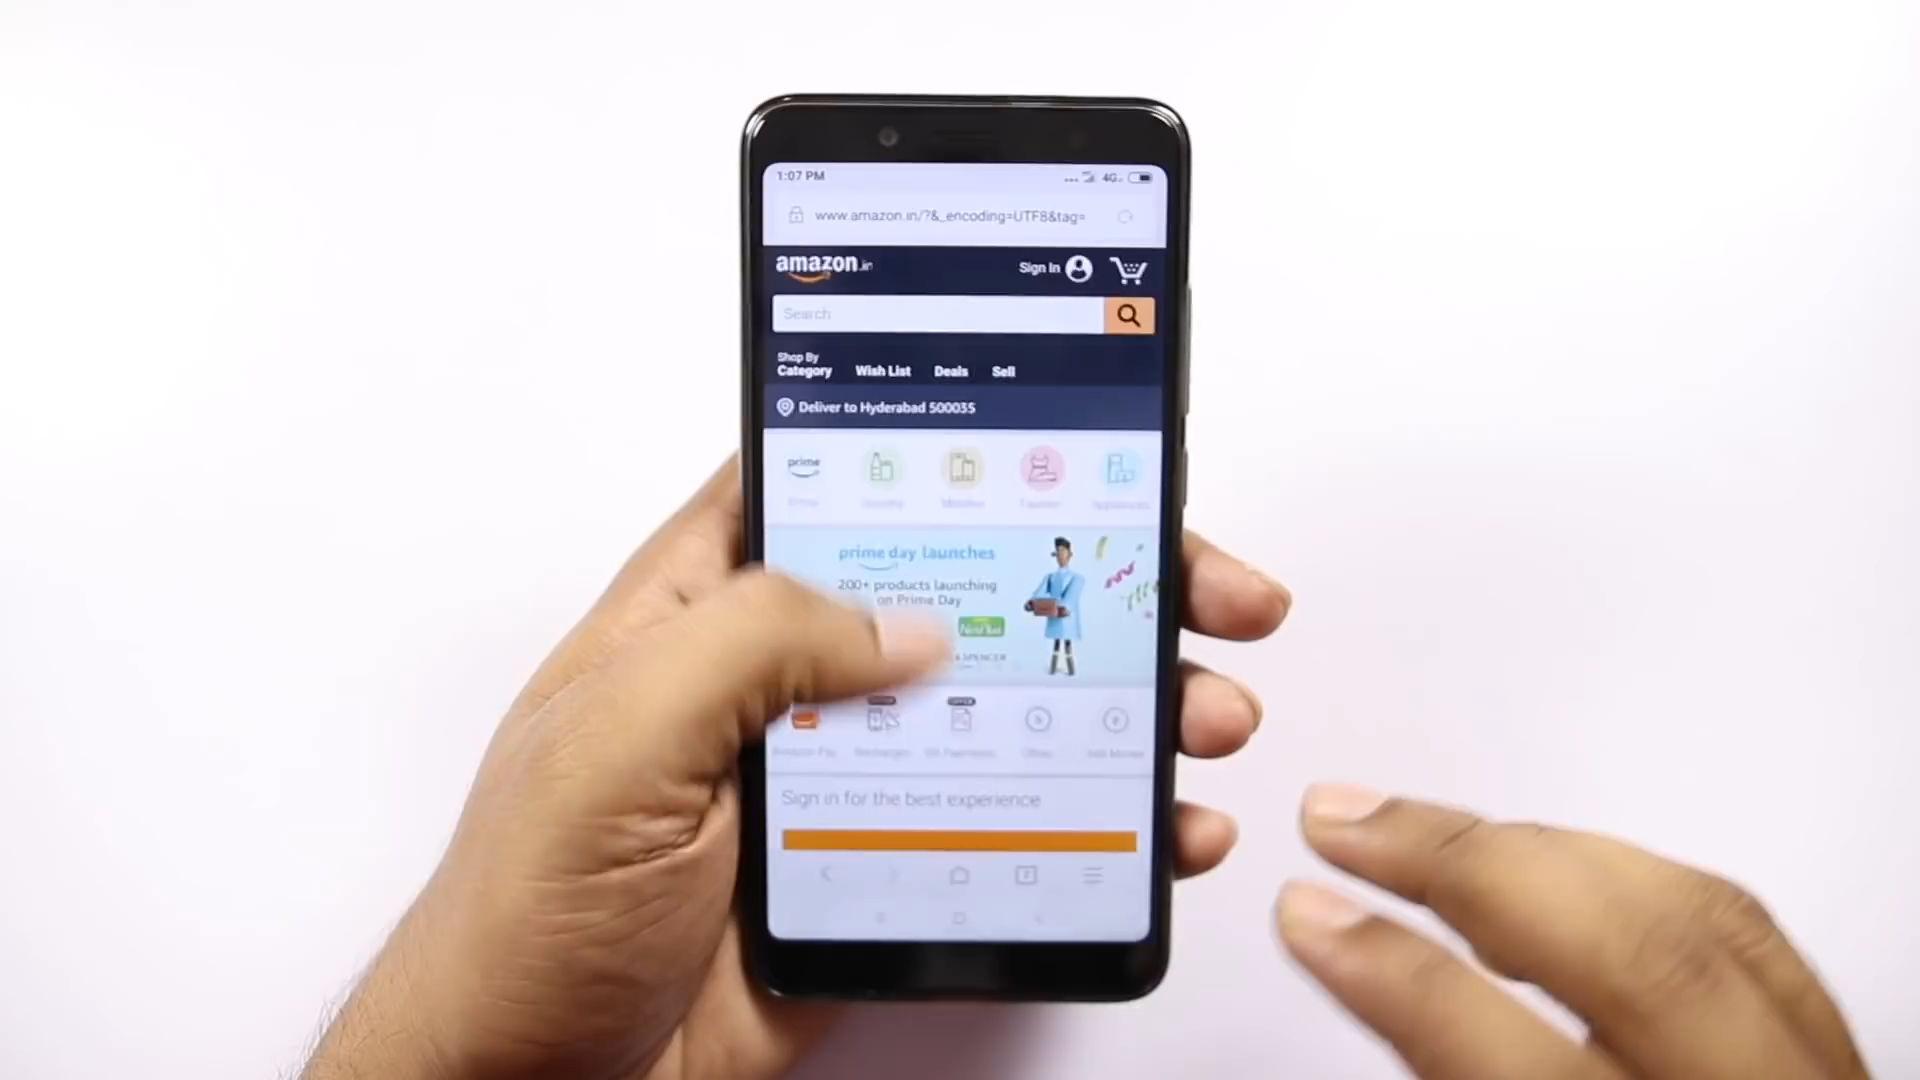 1:07 PM
4G
www.amazon.in/?&_encoding=UTF8&tag=
amazon.in
Sign In
Search
Shop By
Category
Wish List
Deals
Sell
Deliver to Hyderabad 500035
prime
prime day launches
200+ products launching
on Prime Day
& SPENCER
Sign in for the best experience